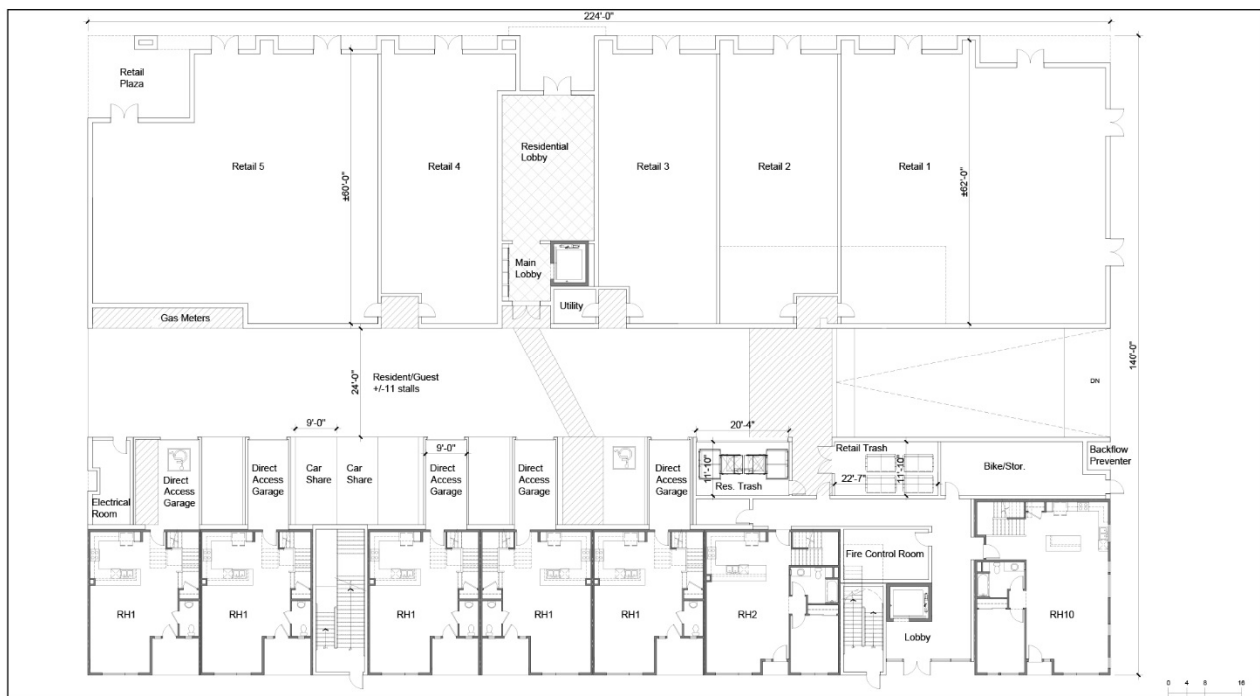 224'-0"
Retail
Plaza
Retail 5
±60'-0"
Retail 4
Residential
Lobby
Retail 3
Retail 2
Retail 1
±62'-0"
Main
Lobby
Utility
Gas Meters
140'-0"
24'-0"
Resident/Guest
+/-11 stalls
DN
9'-0"
20'-4"
Electrical
Room
Direct
Access
Garage
Direct
Access
Garage
Car
Share
Car
Share
9'-0"
Direct
Access
Garage
Direct
Access
Garage
Direct
Access
Garage
11'-10"
Res. Trash
Retail Trash
22'-7"
11'-10"
Bike/Stor.
Backflow
Preventer
RH1
RH1
RH1
RH1
RH1
RH2
Fire Control Room
Lobby
RH10
0 4 8 16